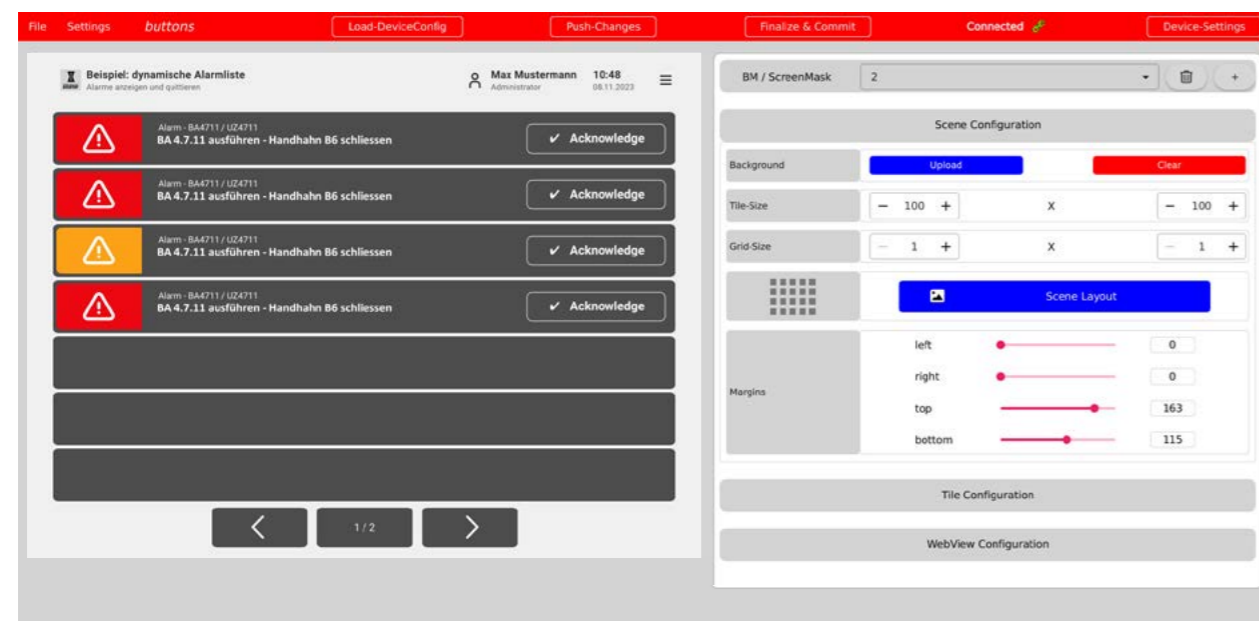 File Settings buttons Load-DeviceConfig Push-Changes Finalize & Commit Connected Device-Settings
Beispiel: dynamische Alarmliste
Alarme anzeigen und quittieren
Max Mustermann 10:48
Administrator 08.11.2023
Alarm - BA4711 / UZ4711
BA 4.7.11 ausführen - Handhahn B6 schliessen
✓ Acknowledge
Alarm - BA4711 / UZ4711
BA 4.7.11 ausführen - Handhahn B6 schliessen
✓ Acknowledge
Alarm - BA4711 / UZ4711
BA 4.7.11 ausführen - Handhahn B6 schliessen
✓ Acknowledge
Alarm - BA4711 / UZ4711
BA 4.7.11 ausführen - Handhahn B6 schliessen
✓ Acknowledge
1 / 2
BM / ScreenMask 2 +
Scene Configuration
Background Upload Clear
Tile-Size − 100 + X − 100 +
Grid-Size − 1 + X − 1 +
Scene Layout
Margins
left 0
right 0
top 163
bottom 115
Tile Configuration
WebView Configuration